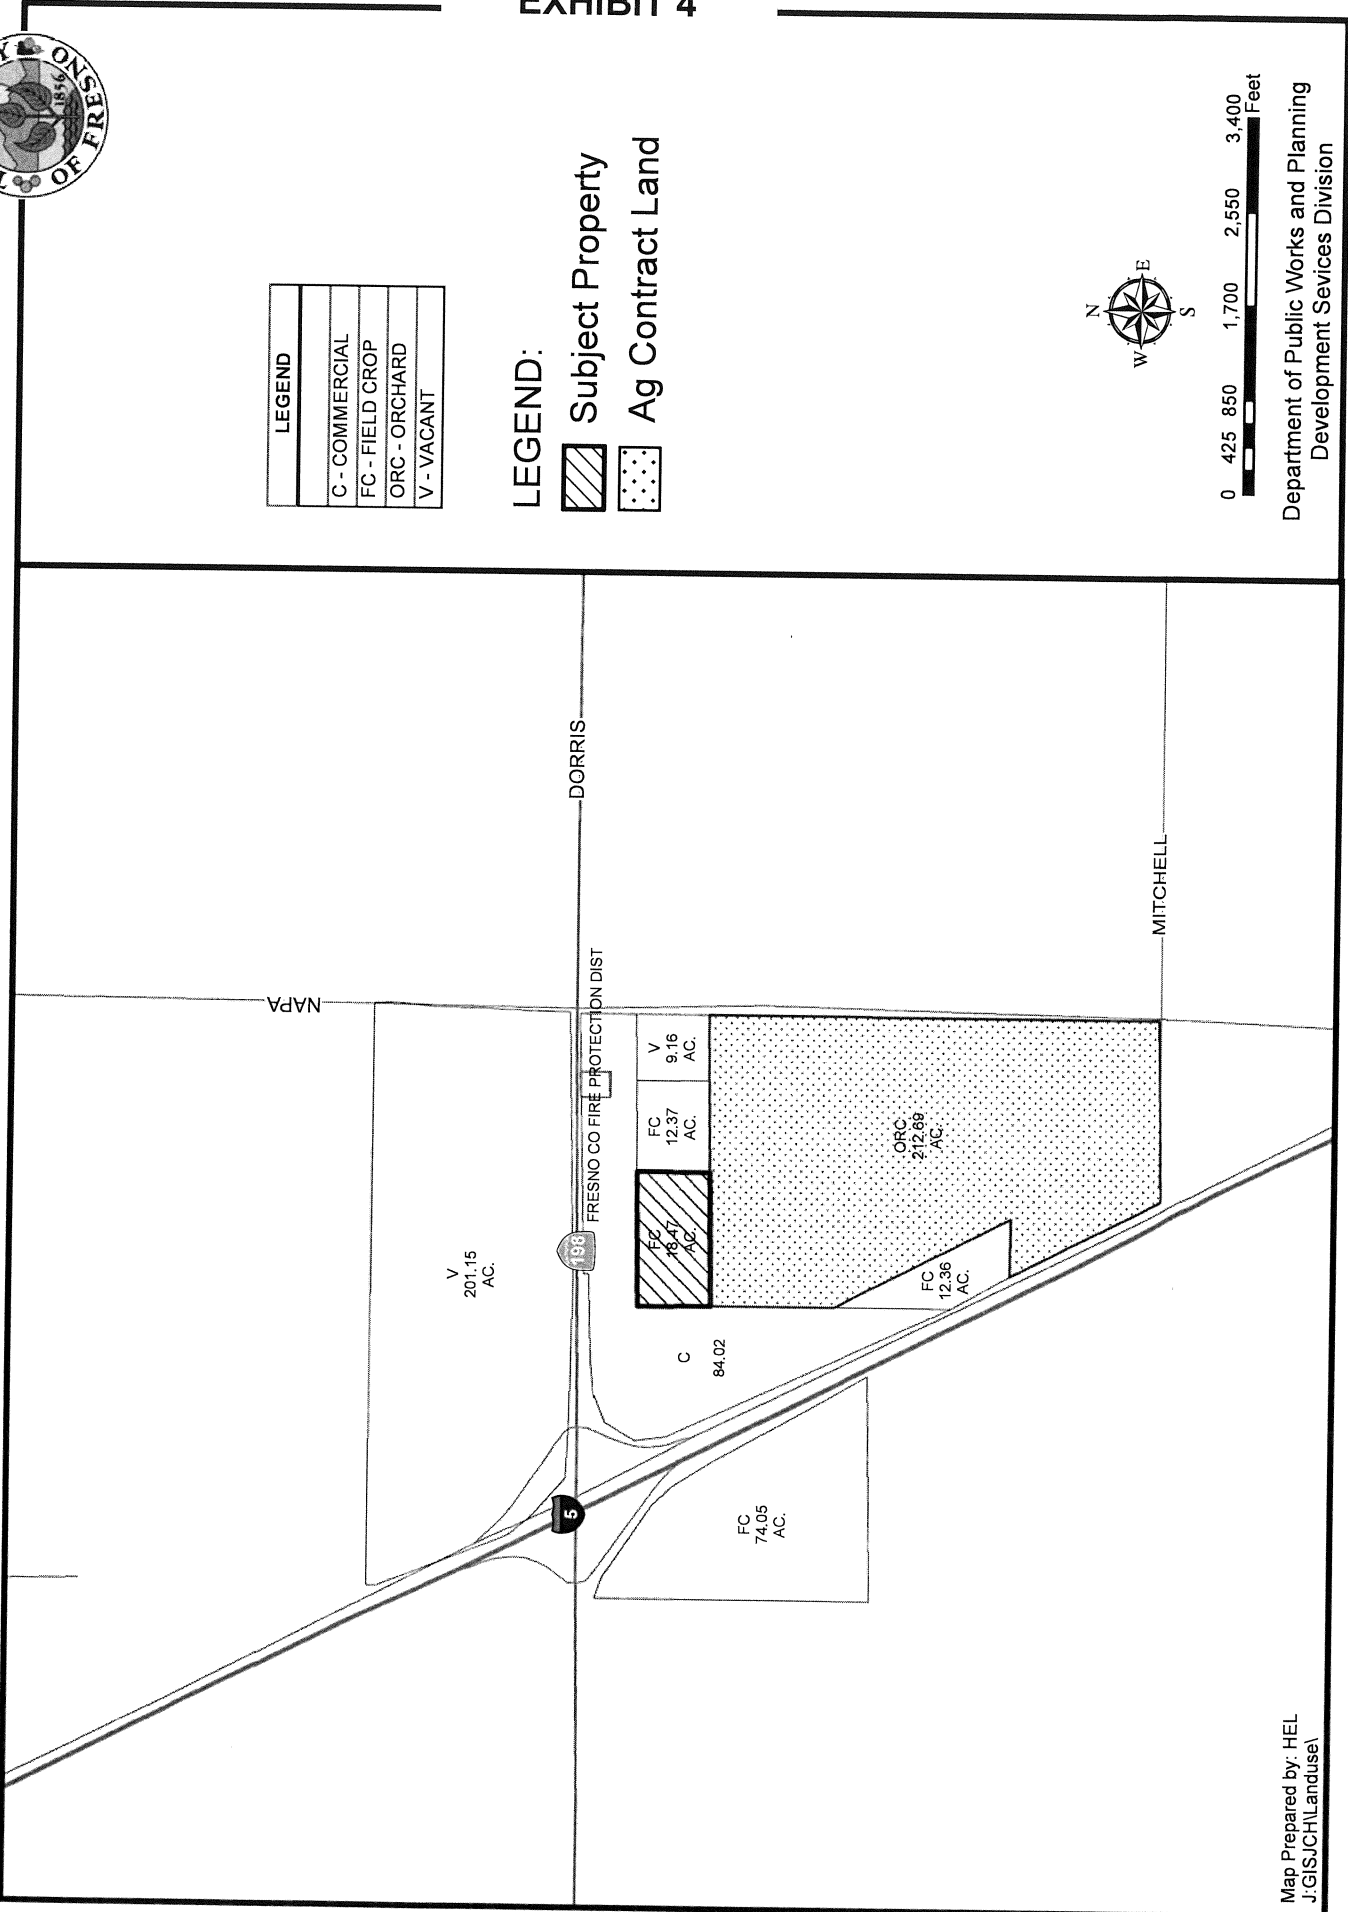 EXHIBIT 4
OF FRESNO
1856
LEGEND
C - COMMERCIAL
FC - FIELD CROP
ORC - ORCHARD
V - VACANT
LEGEND:
Subject Property
Ag Contract Land
N
W
E
S
0 425 850 1,700 2,550 3,400
Feet
Department of Public Works and Planning
Development Sevices Division
NAPA
DORRIS
MITCHELL
FRESNO CO FIRE PROTECTION DIST
198
5
V
201.15
AC.
V
9.16
AC.
FC
12.37
AC.
FC
18.47
AC.
ORC
212.69
AC.
FC
12.36
AC.
C
84.02
FC
74.05
AC.
Map Prepared by: HEL
J:GISJCH\Landuse\